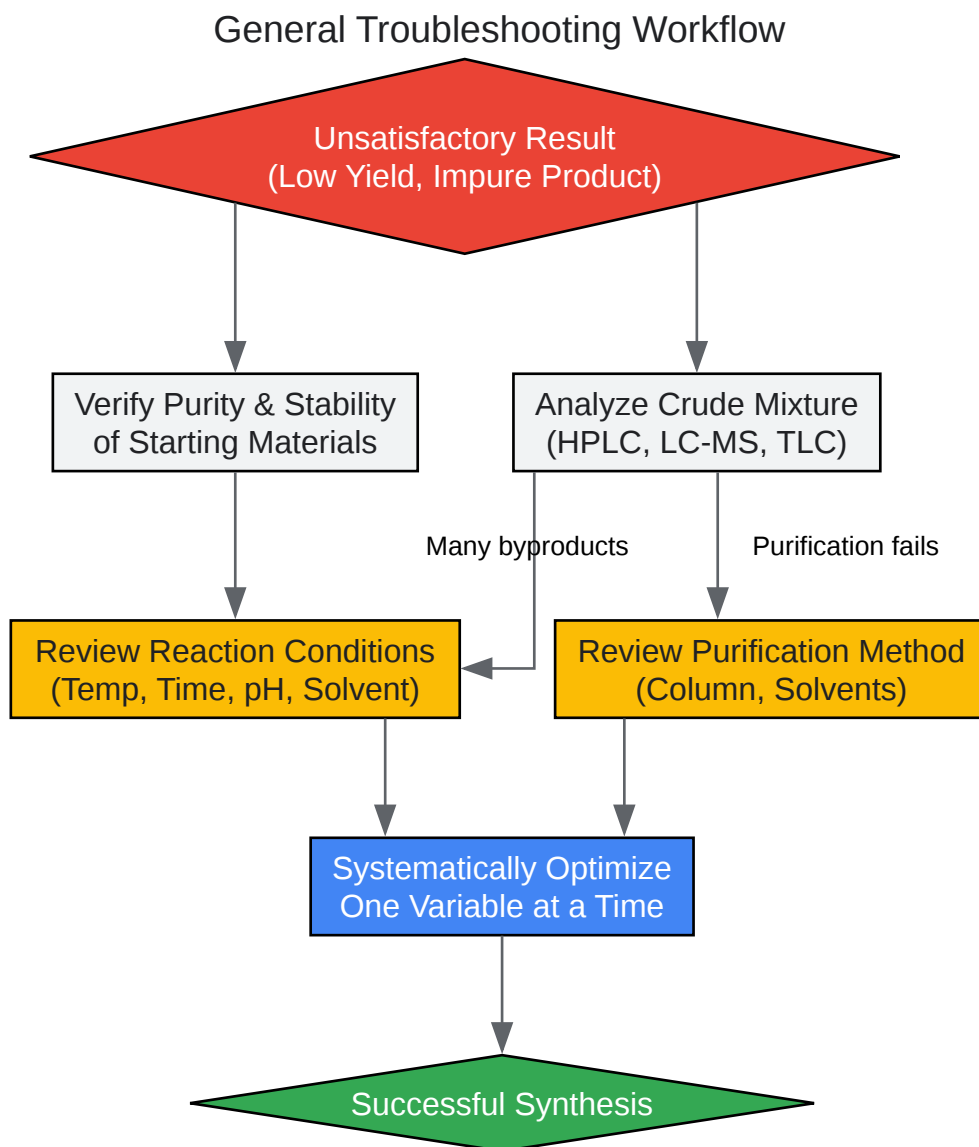 General Troubleshooting Workflow
Unsatisfactory Result
(Low Yield, Impure Product)
Verify Purity & Stability
of Starting Materials
Analyze Crude Mixture
(HPLC, LC-MS, TLC)
Many byproducts
Purification fails
Review Reaction Conditions
(Temp, Time, pH, Solvent)
Review Purification Method
(Column, Solvents)
Systematically Optimize
One Variable at a Time
Successful Synthesis